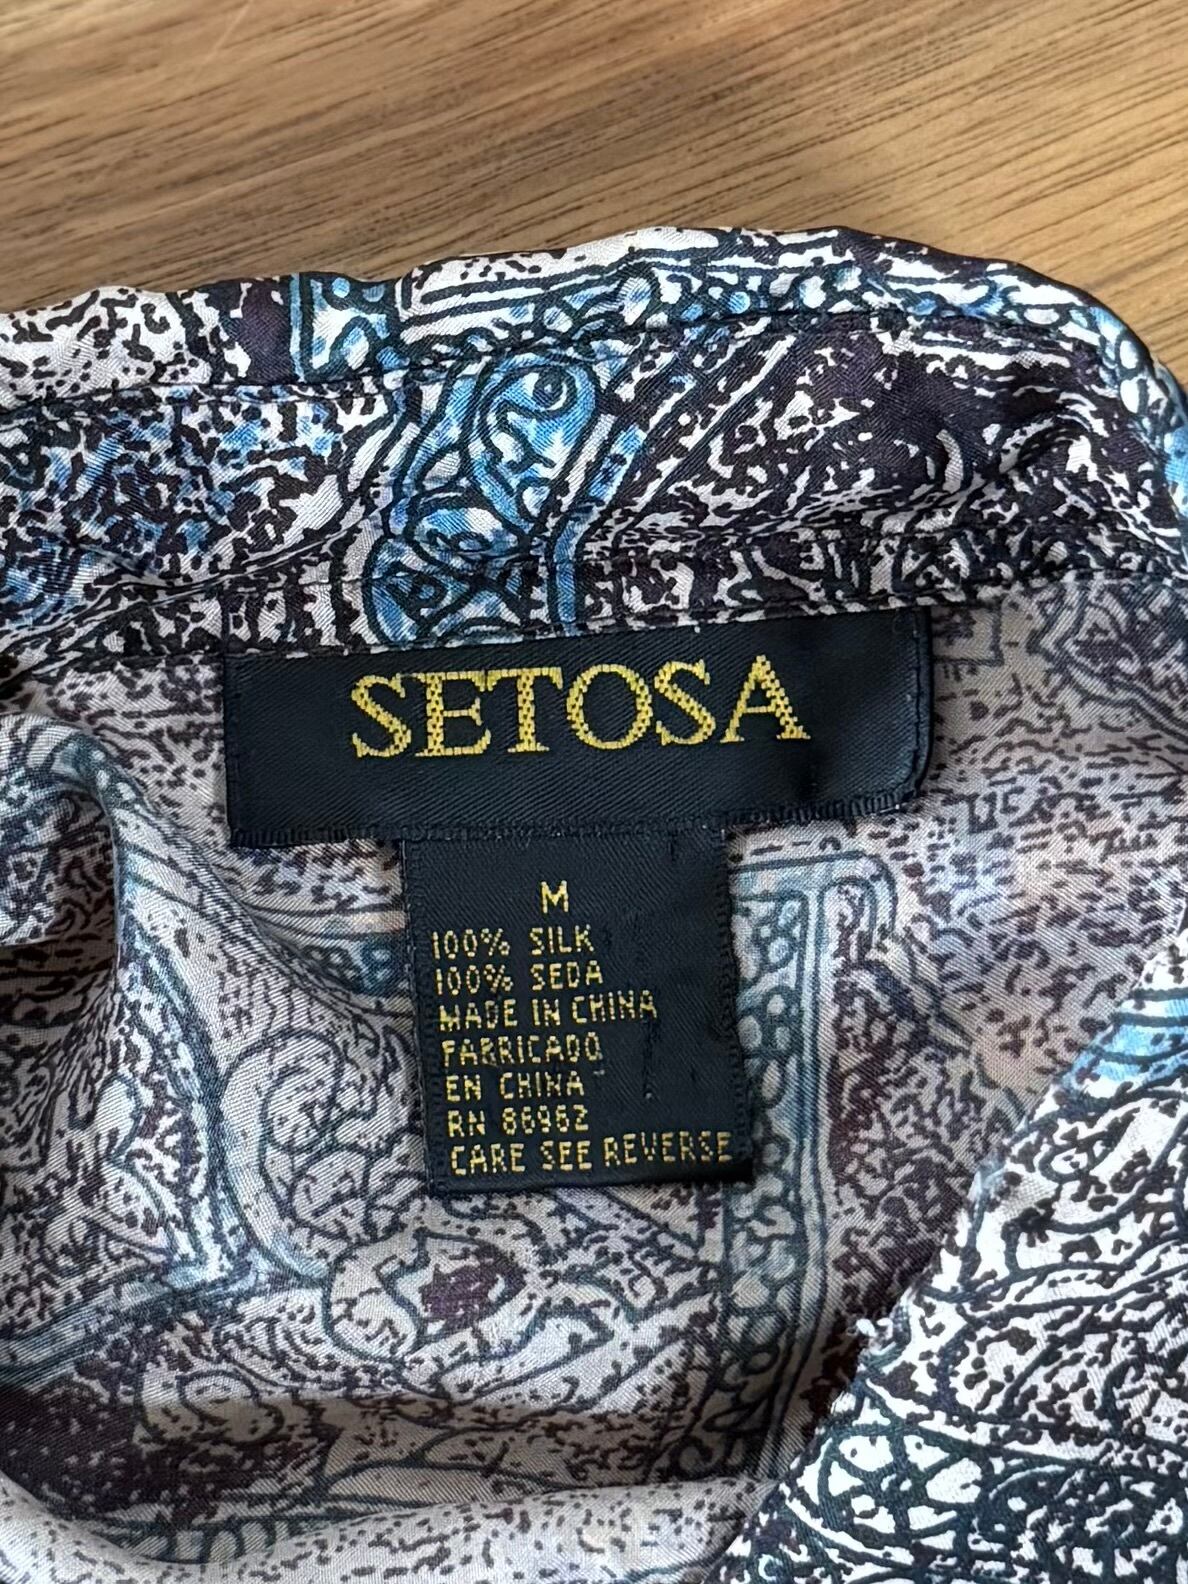 SETOSA
M
100% SILK
100% SEDA
MADE IN CHINA
FABRICADO
EN CHINA
RN 86962
CARE SEE REVERSE